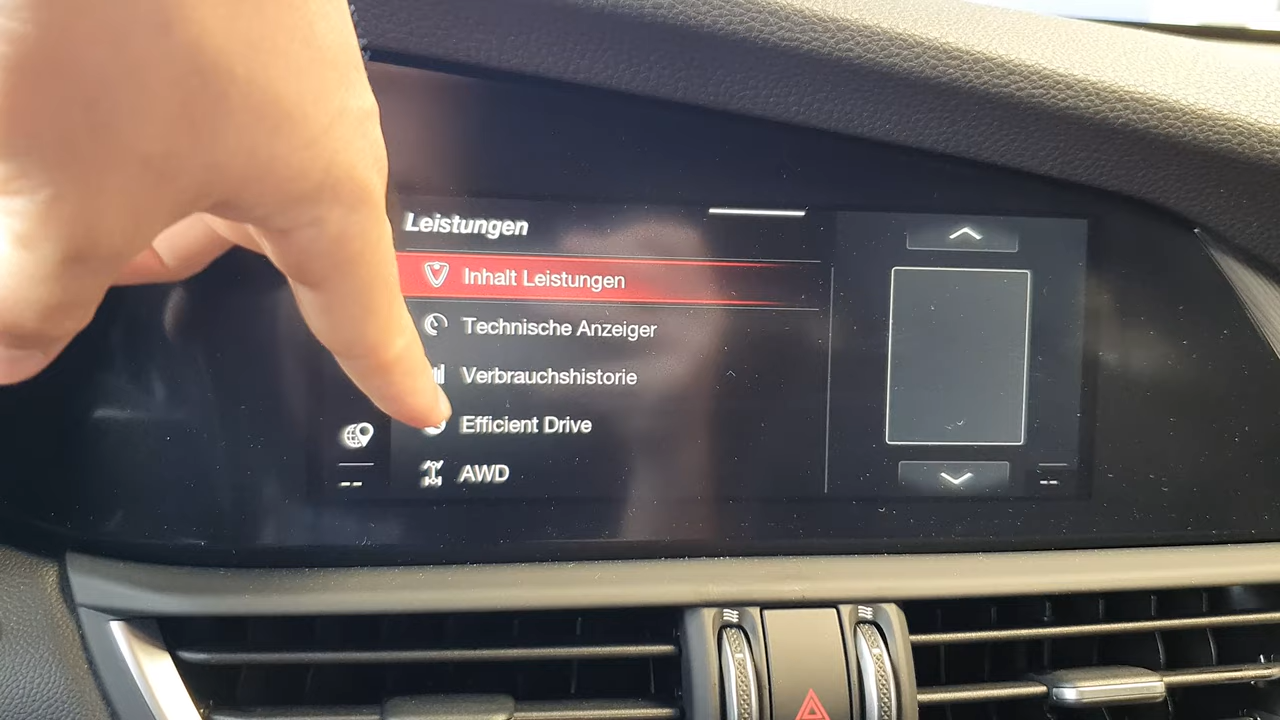 Leistungen
Inhalt Leistungen
Technische Anzeiger
Verbrauchshistorie
Efficient Drive
AWD
--
--